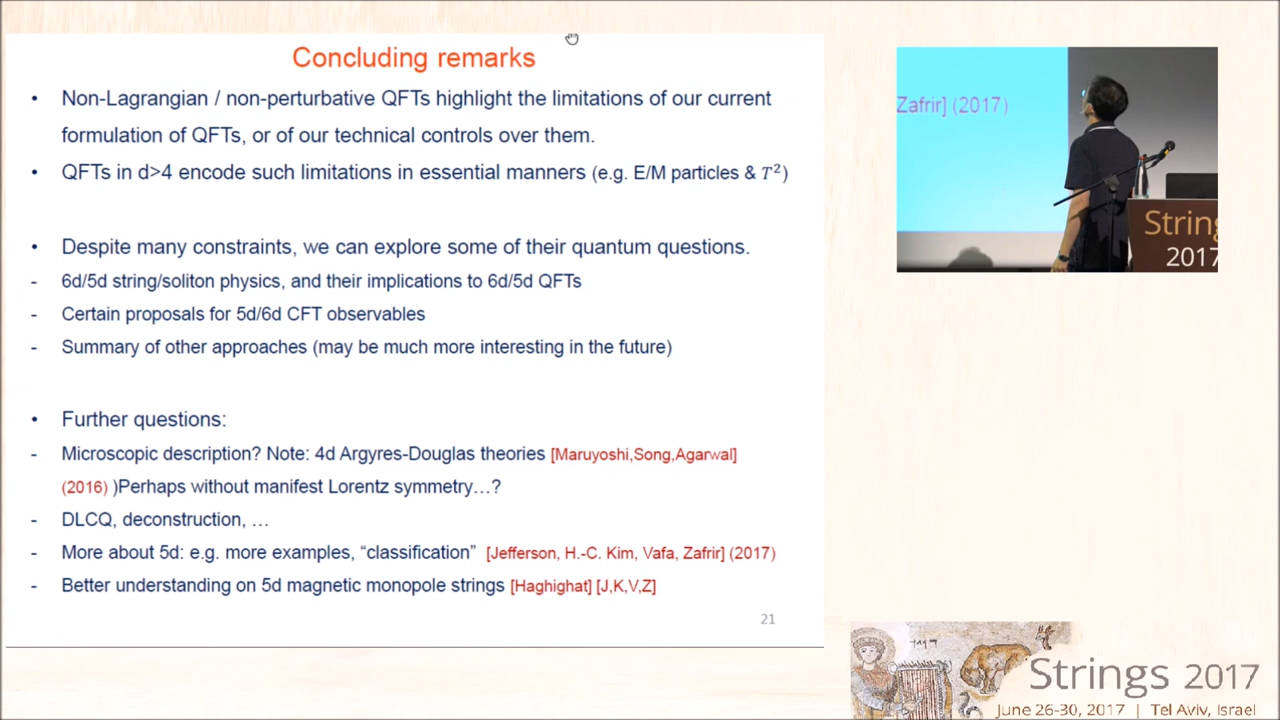 Concluding remarks
• Non-Lagrangian / non-perturbative QFTs highlight the limitations of our current
formulation of QFTs, or of our technical controls over them.
• QFTs in d>4 encode such limitations in essential manners (e.g. E/M particles & T²)
• Despite many constraints, we can explore some of their quantum questions.
- 6d/5d string/soliton physics, and their implications to 6d/5d QFTs
- Certain proposals for 5d/6d CFT observables
- Summary of other approaches (may be much more interesting in the future)
• Further questions:
- Microscopic description? Note: 4d Argyres-Douglas theories [Maruyoshi,Song,Agarwal]
(2016) )Perhaps without manifest Lorentz symmetry…?
- DLCQ, deconstruction, …
- More about 5d: e.g. more examples, “classification” [Jefferson, H.-C. Kim, Vafa, Zafrir] (2017)
- Better understanding on 5d magnetic monopole strings [Haghighat] [J,K,V,Z]
21
Zafrir] (2017)
String
2017
Strings 2017
June 26-30, 2017 | Tel Aviv, Israel